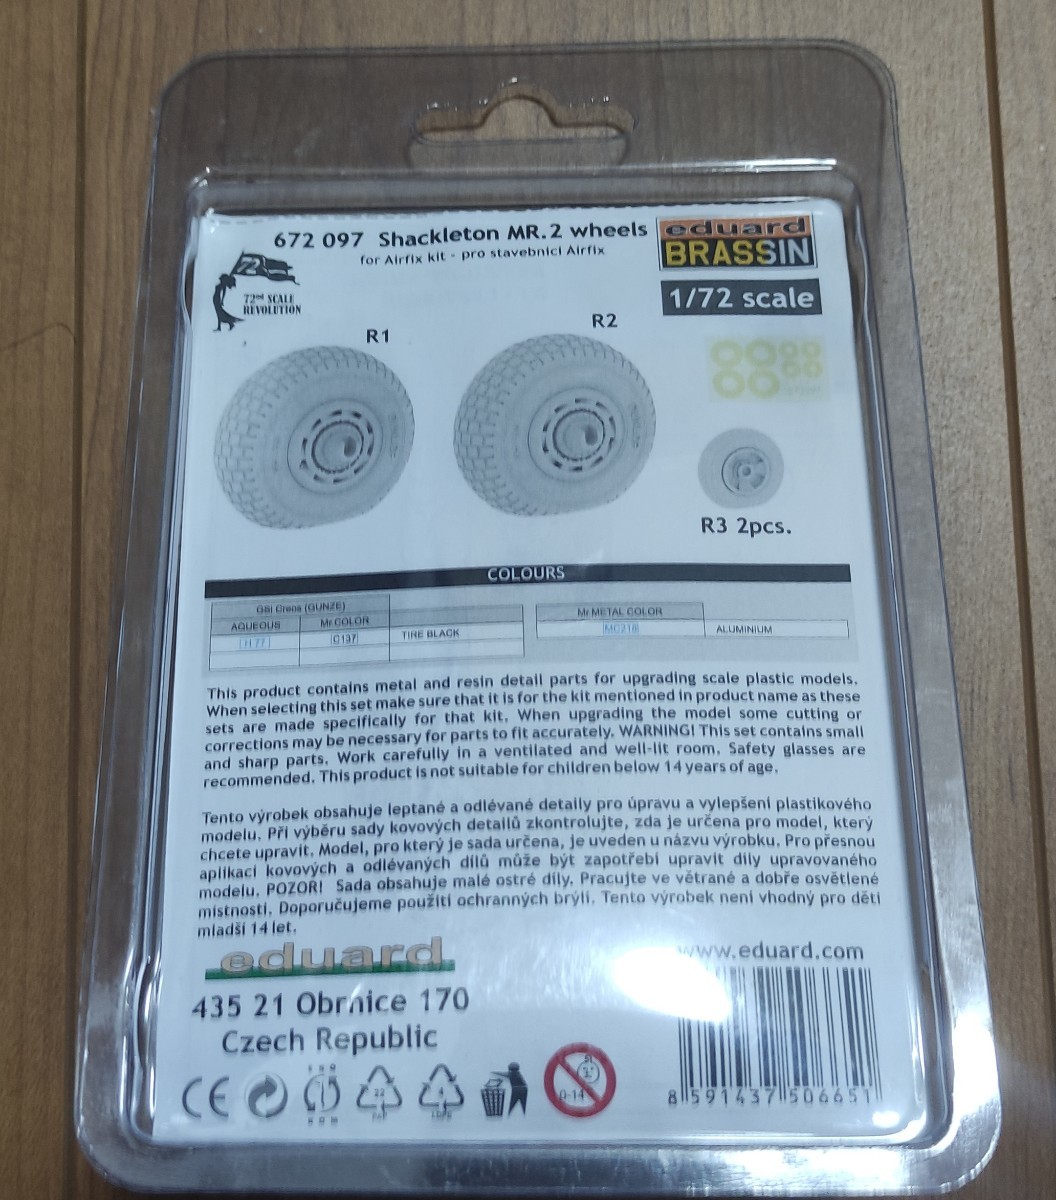 672 097 Shackleton MR.2 wheels
for Airfix kit - pro stavebnici Airfix
eduard
BRASSIN
1/72 scale
72
72nd SCALE
REVOLUTION
R1
R2
R3 2pcs.
COLOURS
GSI Creos (GUNZE)
AQUEOUS
Mr.COLOR
H 77
C137
TIRE BLACK
Mr.METAL COLOR
MC218
ALUMINIUM
This product contains metal and resin detail parts for upgrading scale plastic models.
When selecting this set make sure that it is for the kit mentioned in product name as these
sets are made specifically for that kit. When upgrading the model some cutting or
corrections may be necessary for parts to fit accurately. WARNING! This set contains small
and sharp parts. Work carefully in a ventilated and well-lit room. Safety glasses are
recommended. This product is not suitable for children below 14 years of age.
Tento výrobek obsahuje leptané a odlévané detaily pro úpravu a vylepšení plastikového
modelu. Při výběru sady kovových detailů zkontrolujte, zda je určena pro model, který
chcete upravit. Model, pro který je sada určena, je uveden u názvu výrobku. Pro přesnou
aplikaci kovových a odlévaných dílů může být zapotřebí upravit díly upravovaného
modelu. POZOR! Sada obsahuje malé ostré díly. Pracujte ve větrané a dobře osvětlené
místnosti. Doporučujeme použití ochranných brýlí. Tento výrobek není vhodný pro děti
mladší 14 let.
eduard
www.eduard.com
435 21 Obrnice 170
Czech Republic
CE
22
PAP
4
LDPE
0-14
8 591437 506651